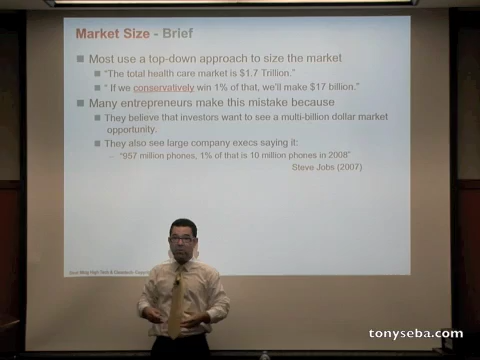 Market Size - Brief
Most use a top-down approach to size the market
"The total health care market is $1.7 Trillion."
" If we conservatively win 1% of that, we'll make $17 billion."
Many entrepreneurs make this mistake because
They believe that investors want to see a multi-billion dollar market
opportunity.
They also see large company execs saying it:
– "957 million phones, 1% of that is 10 million phones in 2008"
Steve Jobs (2007)
tonyseba.com